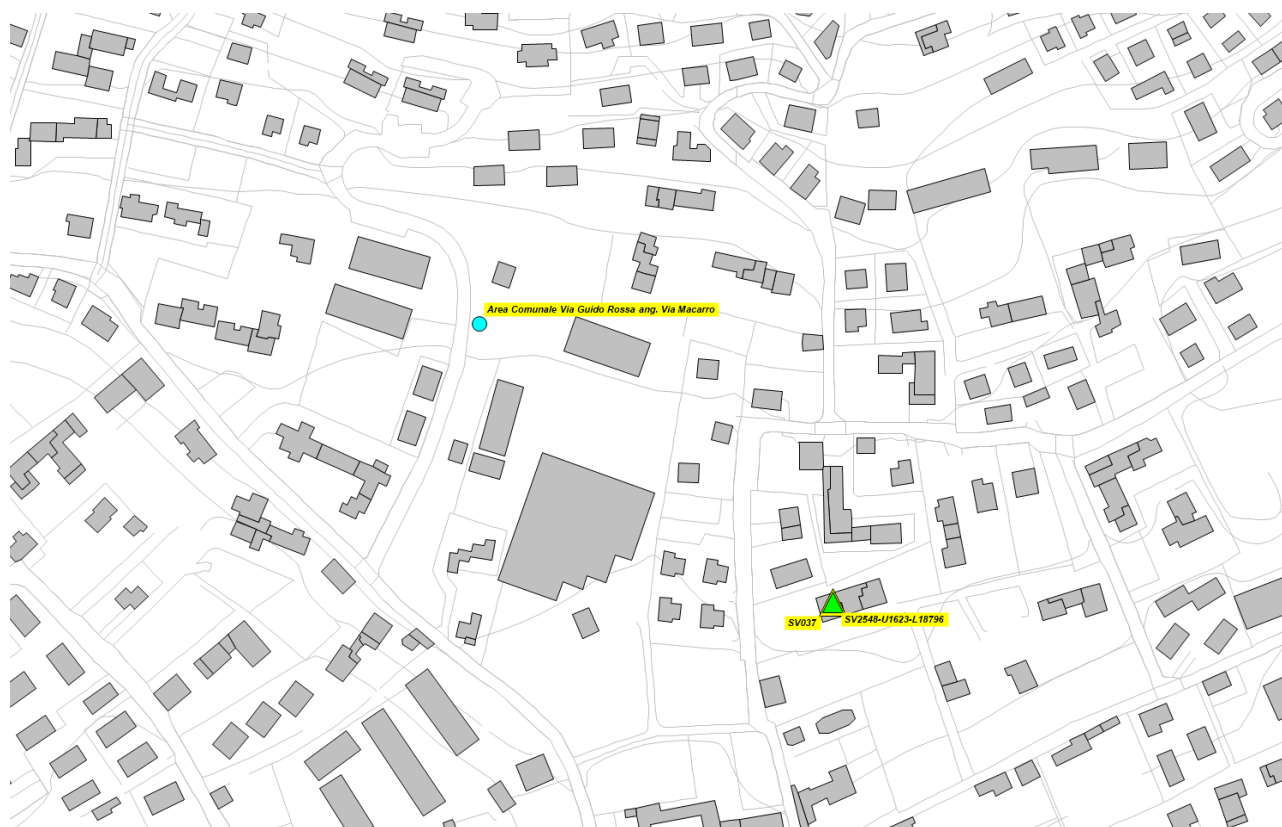 Area Comunale Via Guido Rossa ang. Via Macarro
SV2548-U1623-L18796
SV037